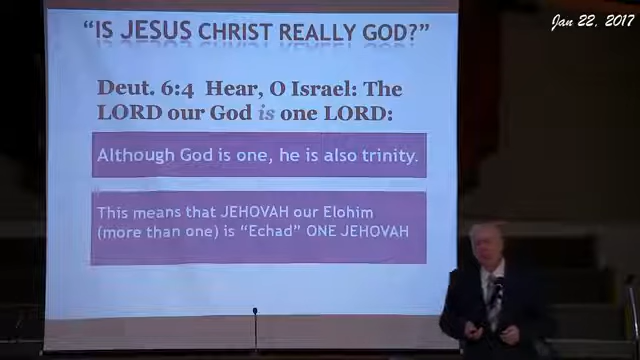 Jan 22, 2017
“IS JESUS CHRIST REALLY GOD?”
Deut. 6:4 Hear, O Israel: The
LORD our God is one LORD:
Although God is one, he is also trinity.
This means that JEHOVAH our Elohim
(more than one) is “Echad” ONE JEHOVAH